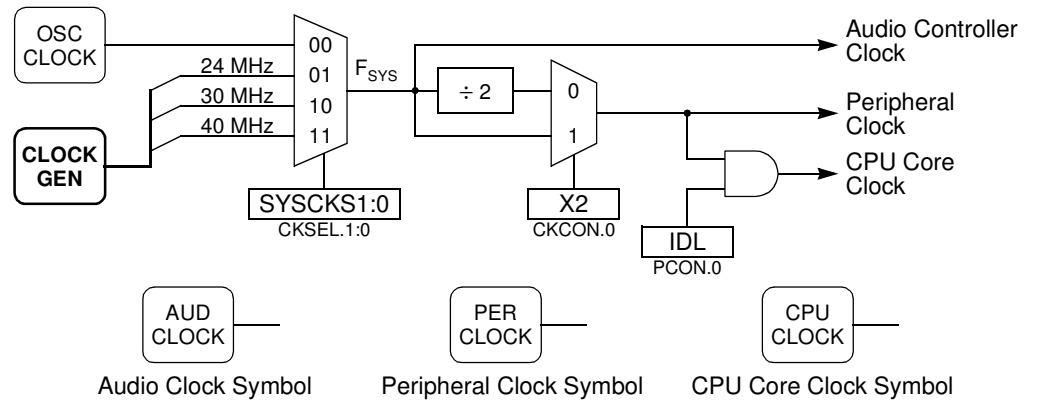 OSC
CLOCK
CLOCK
GEN
24 MHz
30 MHz
40 MHz
00
01
10
11
FSYS
÷ 2
0
1
SYSCKS1:0
CKSEL.1:0
X2
CKCON.0
IDL
PCON.0
Audio Controller
Clock
Peripheral
Clock
CPU Core
Clock
AUD
CLOCK
Audio Clock Symbol
PER
CLOCK
Peripheral Clock Symbol
CPU
CLOCK
CPU Core Clock Symbol